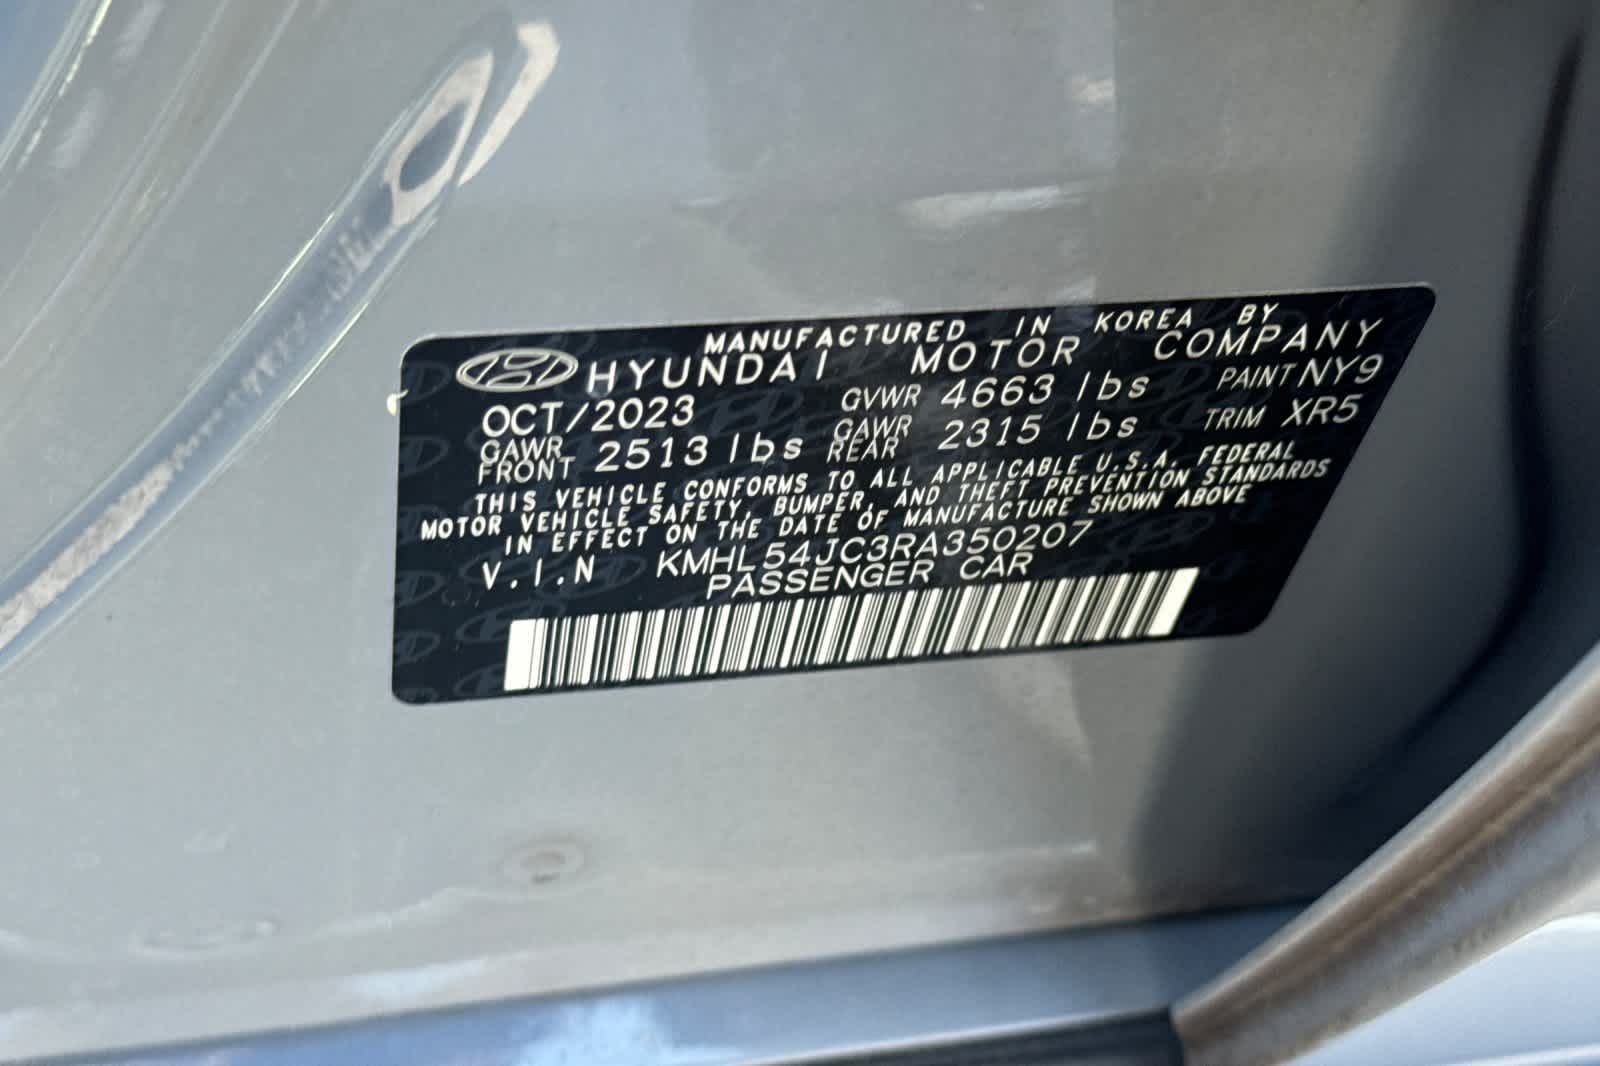 MANUFACTURED IN KOREA BY
HYUNDAI MOTOR COMPANY
OCT/2023 GVWR 4663 lbs PAINT NY9
GAWR FRONT 2513 lbs GAWR REAR 2315 lbs TRIM XR5
THIS VEHICLE CONFORMS TO ALL APPLICABLE U.S.A. FEDERAL
MOTOR VEHICLE SAFETY, BUMPER, AND THEFT PREVENTION STANDARDS
IN EFFECT ON THE DATE OF MANUFACTURE SHOWN ABOVE
V.I.N KMHL54JC3RA350207
PASSENGER CAR